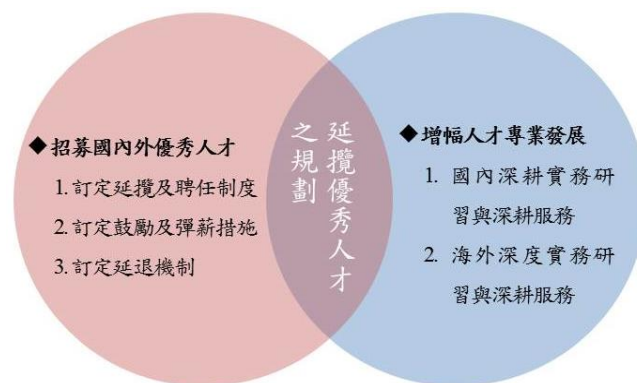 ◆招募國內外優秀人才
1.訂定延攬及聘任制度
2.訂定鼓勵及彈薪措施
3.訂定延退機制
延攬優秀人才
之規劃
◆增幅人才專業發展
1. 國內深耕實務研
習與深耕服務
2. 海外深度實務研
習與深耕服務